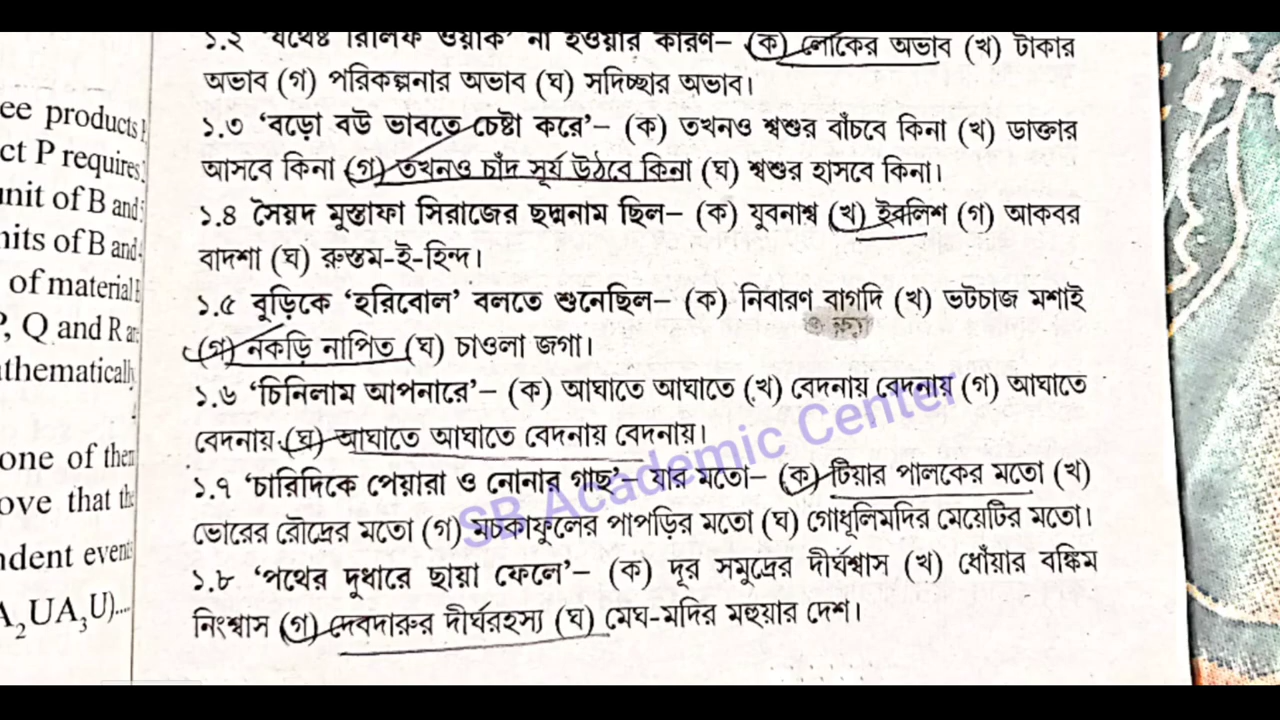 ১.২ 'যথেষ্ট রিলিফ ওয়ার্ক' না হওয়ার কারণ– (ক) লোকের অভাব (খ) টাকার
অভাব (গ) পরিকল্পনার অভাব (ঘ) সদিচ্ছার অভাব।
১.৩ 'বড়ো বউ ভাবতে চেষ্টা করে'– (ক) তখনও শ্বশুর বাঁচবে কিনা (খ) ডাক্তার
আসবে কিনা (গ) তখনও চাঁদ সূর্য উঠবে কিনা (ঘ) শ্বশুর হাসবে কিনা।
১.৪ সৈয়দ মুস্তাফা সিরাজের ছদ্মনাম ছিল– (ক) যুবনাশ্ব (খ) ইবলিশ (গ) আকবর
বাদশা (ঘ) রুস্তম-ই-হিন্দ।
১.৫ বুড়িকে 'হরিবোল' বলতে শুনেছিল– (ক) নিবারণ বাগদি (খ) ভটচাজ মশাই
(গ) নকড়ি নাপিত (ঘ) চাওলা জগা।
১.৬ 'চিনিলাম আপনারে'– (ক) আঘাতে আঘাতে (খ) বেদনায় বেদনায় (গ) আঘাতে
বেদনায় (ঘ) আঘাতে আঘাতে বেদনায় বেদনায়।
১.৭ 'চারিদিকে পেয়ারা ও নোনার গাছ'– যার মতো– (ক) টিয়ার পালকের মতো (খ)
ভোরের রৌদ্রের মতো (গ) মচকাফুলের পাপড়ির মতো (ঘ) গোধূলিমদির মেয়েটির মতো।
১.৮ 'পথের দুধারে ছায়া ফেলে'– (ক) দূর সমুদ্রের দীর্ঘশ্বাস (খ) ধোঁয়ার বঙ্কিম
নিংশ্বাস (গ) দেবদারুর দীর্ঘরহস্য (ঘ) মেঘ-মদির মহুয়ার দেশ।
SB Academic Center
ee products
ct P requires
unit of B and
nits of B and
of material
P, Q and R
athematically
one of them
ove that the
ndent events
A₂UA₃U)....